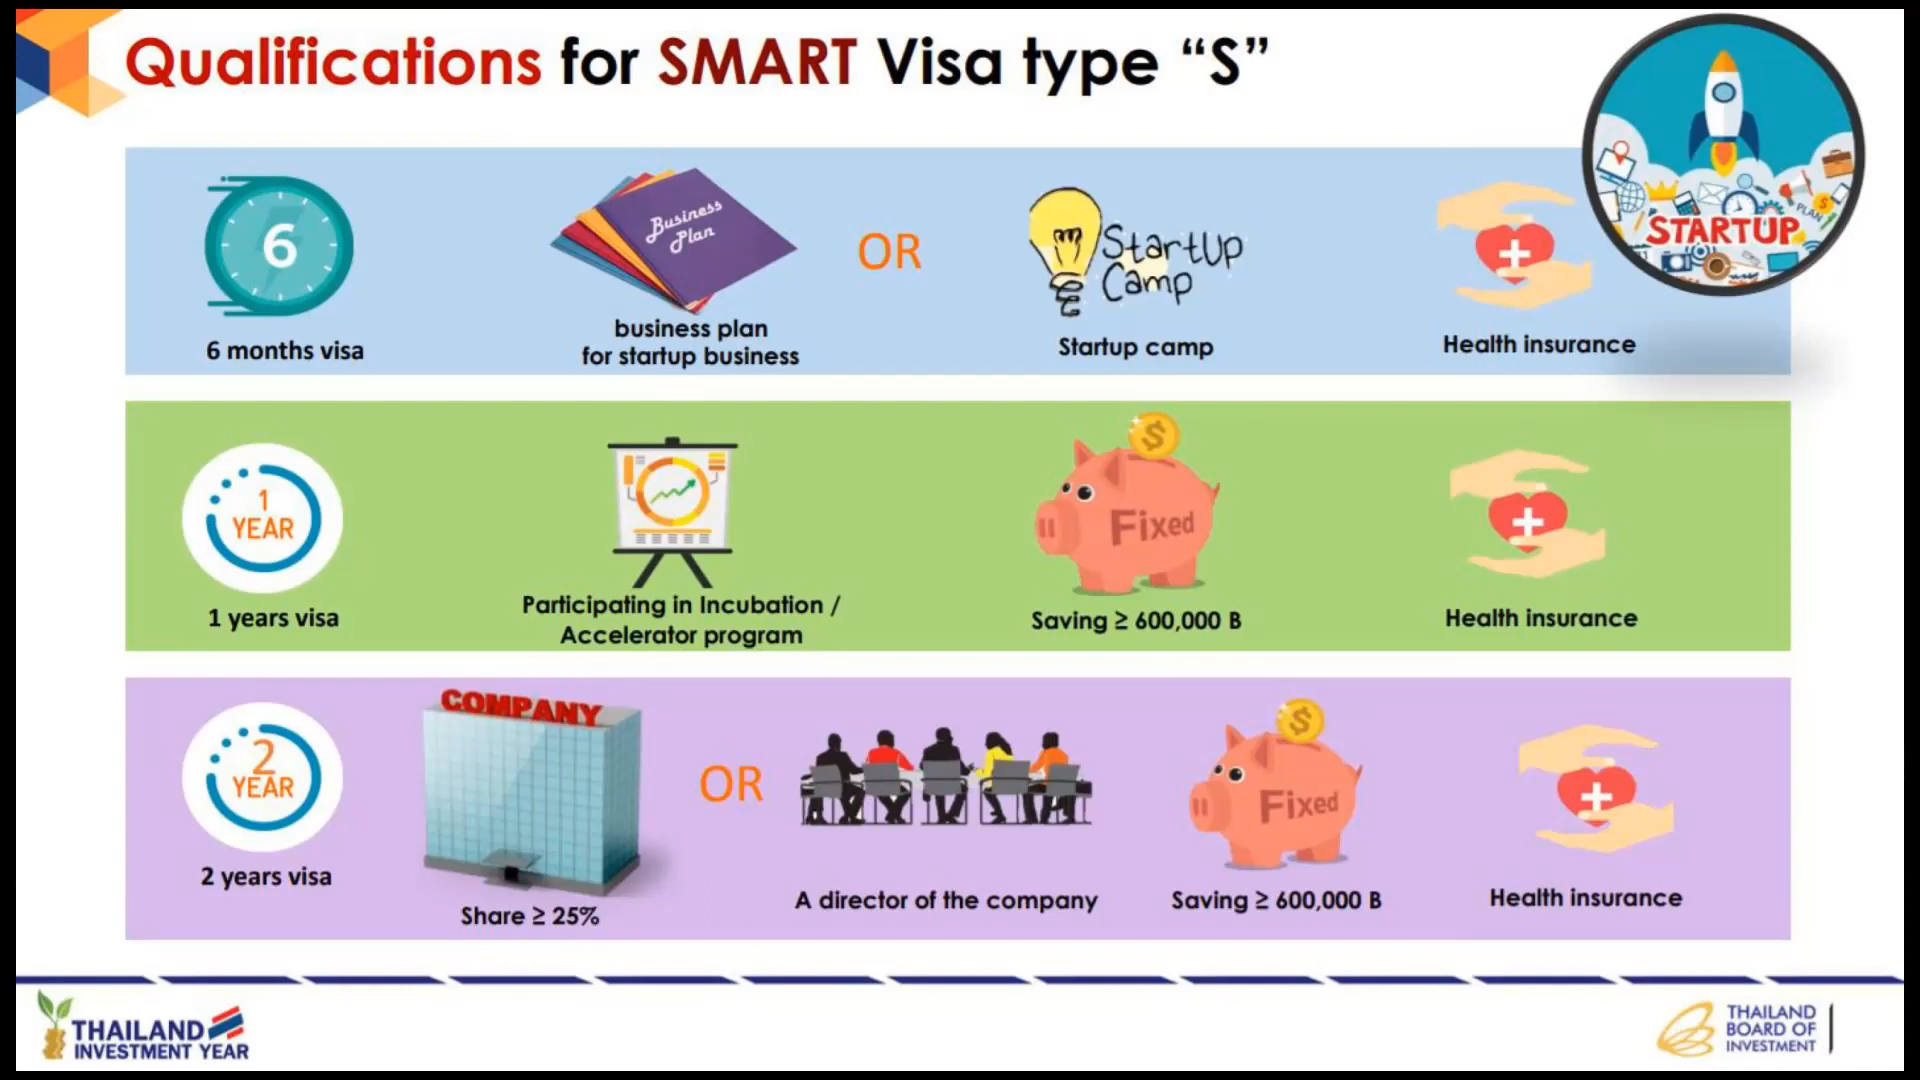 Qualifications for SMART Visa type “S”
6
Business
Plan
OR
StartUp
Camp
STARTUP
PLAN
6 months visa
business plan
for startup business
Startup camp
Health insurance
1
YEAR
$
Fixed
1 years visa
Participating in Incubation /
Accelerator program
Saving ≥ 600,000 B
Health insurance
2
YEAR
COMPANY
OR
$
Fixed
2 years visa
Share ≥ 25%
A director of the company
Saving ≥ 600,000 B
Health insurance
THAILAND
INVESTMENT YEAR
THAILAND
BOARD OF
INVESTMENT